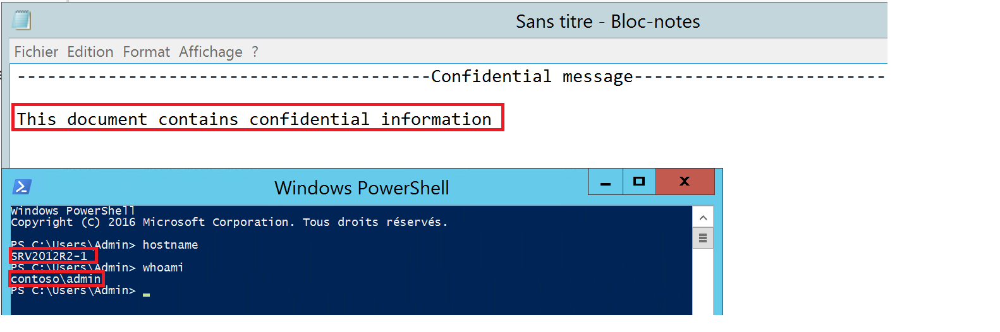 Sans titre - Bloc-notes
Fichier Edition Format Affichage ?
-----------------------------------------Confidential message-------------------------
This document contains confidential information
Windows PowerShell
Windows PowerShell
Copyright (C) 2016 Microsoft Corporation. Tous droits réservés.
PS C:\Users\Admin> hostname
SRV2012R2-1
PS C:\Users\Admin> whoami
contoso\admin
PS C:\Users\Admin>